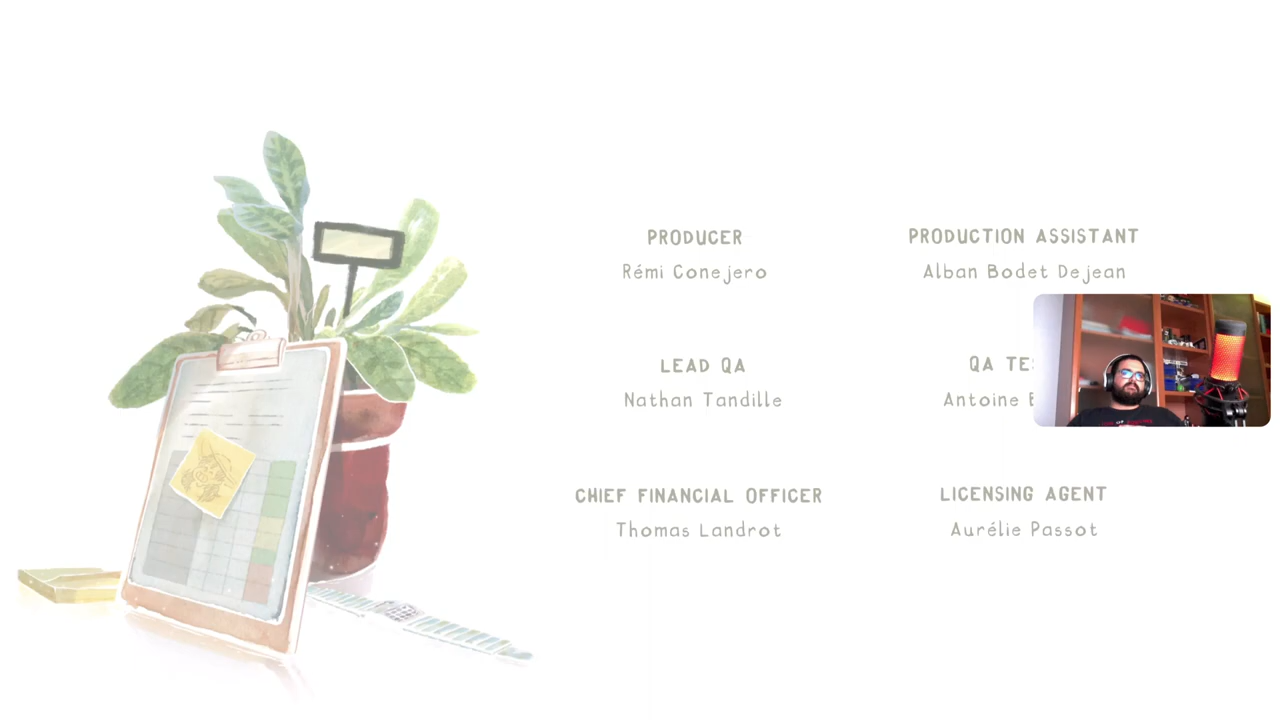 PRODUCER
Rémi Conejero
PRODUCTION ASSISTANT
Alban Bodet Dejean
LEAD QA
Nathan Tandille
QA
Antoine
CHIEF FINANCIAL OFFICER
Thomas Landrot
LICENSING AGENT
Aurélie Passot